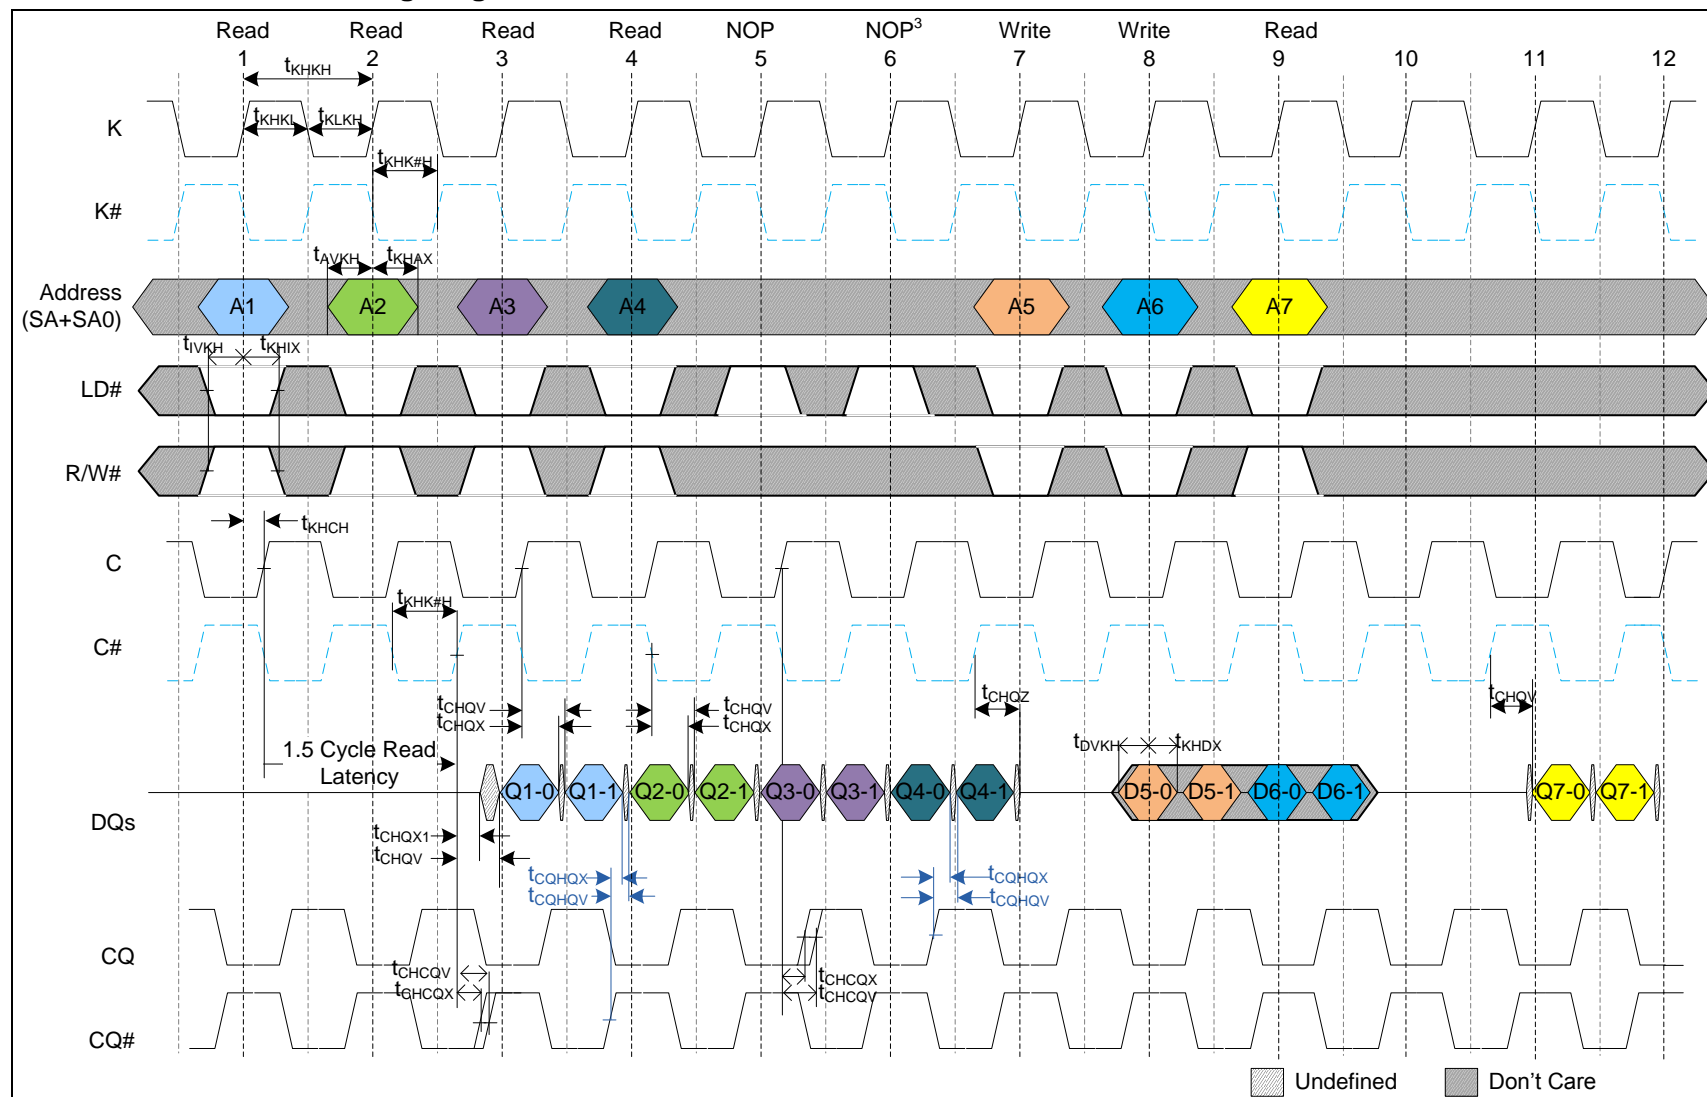 Read Read Read Read NOP NOP3 Write Write Read
1 2 3 4 5 6 7 8 9 10 11 12
tKHKH
K
tKHKL tKLKH
tKHK#H
K#
tAVKH tKHAX
Address
(SA+SA0)
A1 A2 A3 A4 A5 A6 A7
tIVKH tKHIX
LD#
R/W#
tKHCH
C
tKHK#H
C#
tCHQV tCHQV tCHQZ tCHQV
tCHQX tCHQX
1.5 Cycle Read
Latency
tDVKH tKHDX
Q1-0 Q1-1 Q2-0 Q2-1 Q3-0 Q3-1 Q4-0 Q4-1 D5-0 D5-1 D6-0 D6-1 Q7-0 Q7-1
DQs
tCHQX1
tCHQV
tCQHQX tCQHQX
tCQHQV tCQHQV
CQ
tCHCQV tCHCQX
tCHCQX tCHCQV
CQ#
Undefined Don't Care